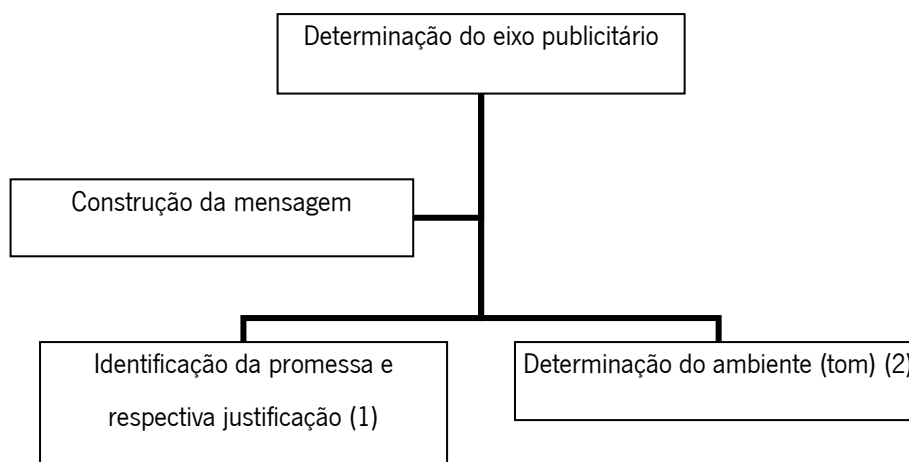 Determinação do eixo publicitário
Construção da mensagem
Identificação da promessa e
respectiva justificação (1)
Determinação do ambiente (tom) (2)